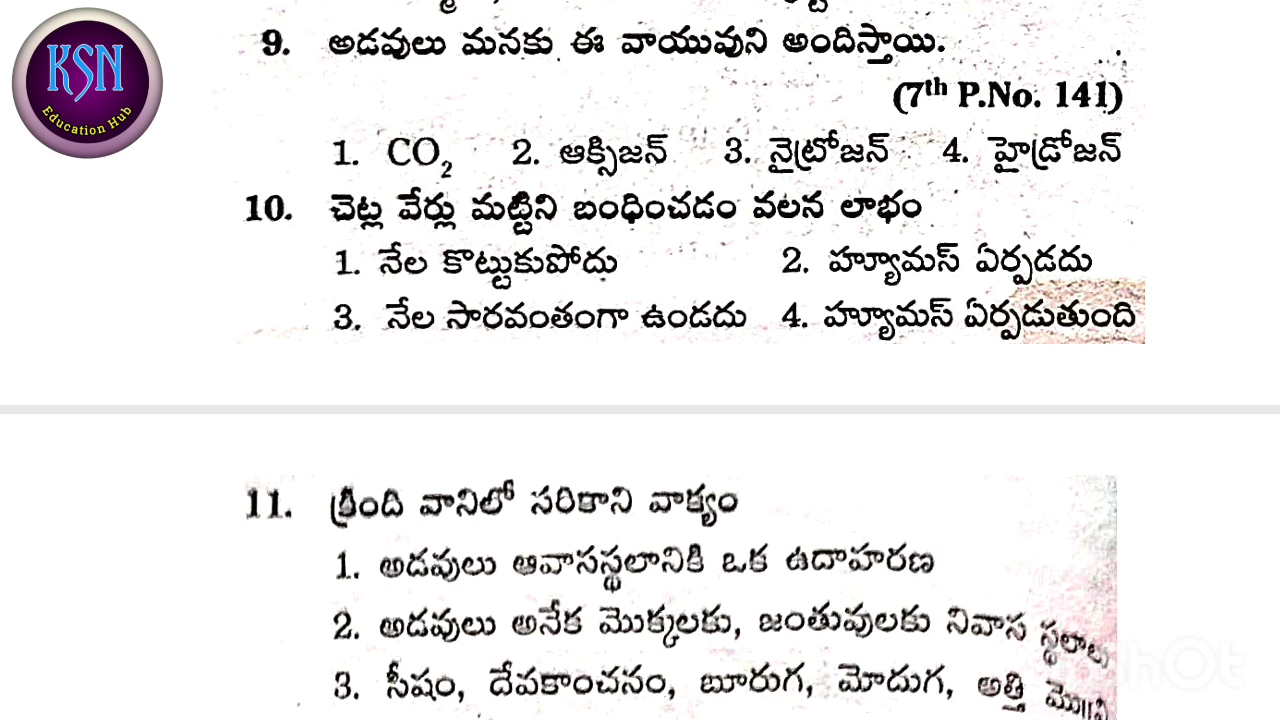 KSN
Education Hub
9. అడవులు మనకు ఈ వాయువుని అందిస్తాయి.
(7th P.No. 141)
1. CO2 2. ఆక్సిజన్ 3. నైట్రోజన్ 4. హైడ్రోజన్
10. చెట్ల వేర్లు మట్టిని బంధించడం వలన లాభం
1. నేల కొట్టుకుపోదు 2. హ్యూమస్ ఏర్పడదు
3. నేల సారవంతంగా ఉండదు 4. హ్యూమస్ ఏర్పడుతుంది
11. క్రింది వానిలో సరికాని వాక్యం
1. అడవులు ఆవాసస్థలానికి ఒక ఉదాహరణ
2. అడవులు అనేక మొక్కలకు, జంతువులకు నివాస స్థలాలు
3. సీషం, దేవకాంచనం, బూరుగ, మోదుగ, అత్తి